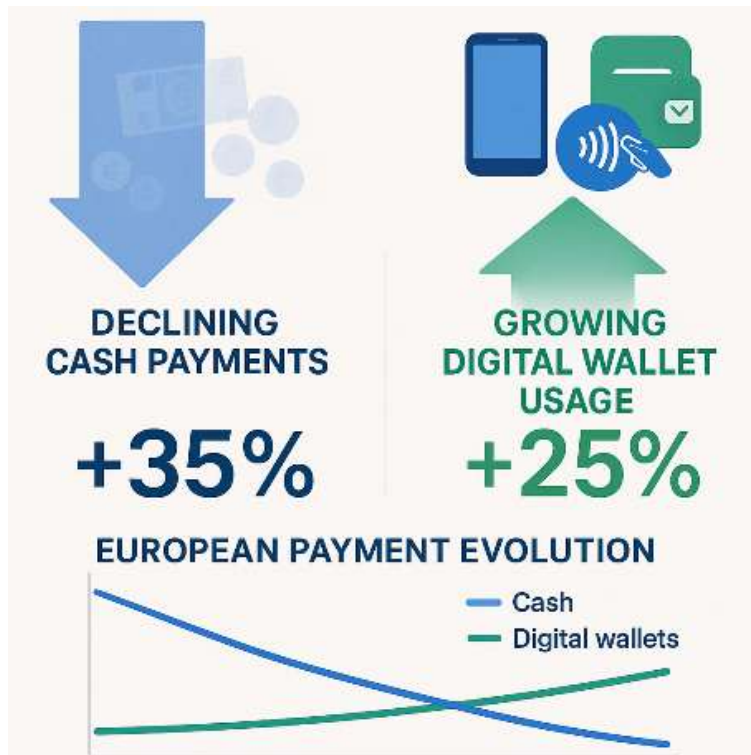 DECLINING
CASH PAYMENTS
+35%
GROWING
DIGITAL WALLET
USAGE
+25%
EUROPEAN PAYMENT EVOLUTION
Cash
Digital wallets